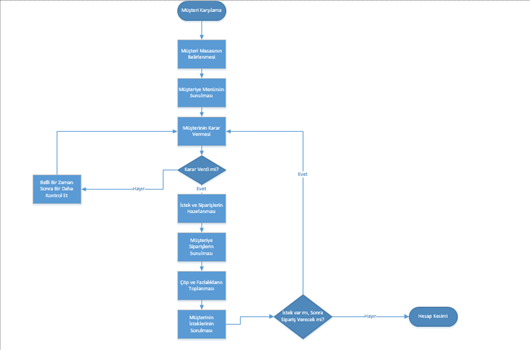 Müşteri Karşılama
Müşteri Masasının
Belirlenmesi
Müşteriye Menünün
Sunulması
Müşterinin Karar
Vermesi
Karar Verdi mi?
Evet
Hayır
Belli Bir Zaman
Sonra Bir Daha
Kontrol Et
Evet
İstek ve Siparişlerin
Hazırlanması
Müşteriye
Siparişlerin
Sunulması
Çöp ve Fazlalıkların
Toplanması
Müşterinin
İsteklerinin
Sorulması
İstek var mı, Sonra
Sipariş Verecek mi?
Hayır
Hesap Kesimi